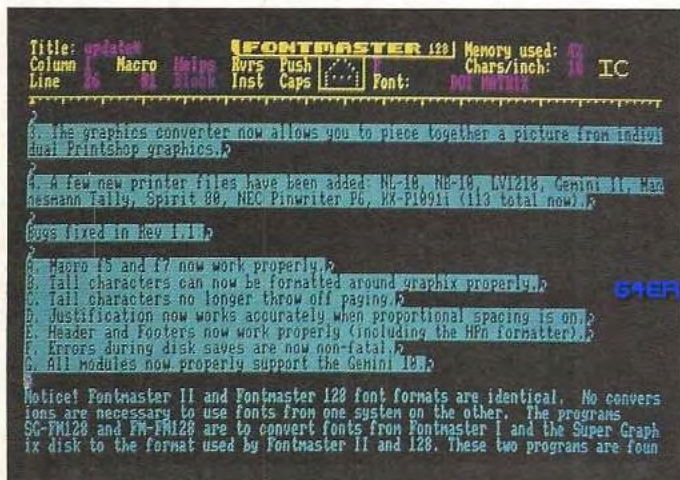 Title: update# FONTMASTER 128 Memory used: 4%
Column 1 Macro Helps Rvrs Push Chars/inch: 10 IC
Line 26 01 Block Inst Caps Font: DOT MATRIX
3. The graphics converter now allows you to piece together a picture from indivi
dual Printshop graphics.
4. A few new printer files have been added: NL-10, NB-10, LV1210, Gemini II, Man
nesmann Tally, Spirit 80, NEC Pinwriter P6, KX-P1091i (113 total now).
Bugs fixed in Rev 1.1
A. Macro f5 and f7 now work properly.
B. Tall characters can now be formatted around graphix properly.
C. Tall characters no longer throw off paging.
D. Justification now works accurately when proportional spacing is on.
E. Header and Footers now work properly (including the HPn formatter).
F. Errors during disk saves are now non-fatal.
G. All modules now properly support the Gemini 10.
Notice! Fontmaster II and Fontmaster 128 font formats are identical. No convers
ions are necessary to use fonts from one system on the other. The programs
SG-FM128 and FM-FM128 are to convert fonts from Fontmaster I and the Super Graph
ix disk to the format used by Fontmaster II and 128. These two programs are foun
G4ER